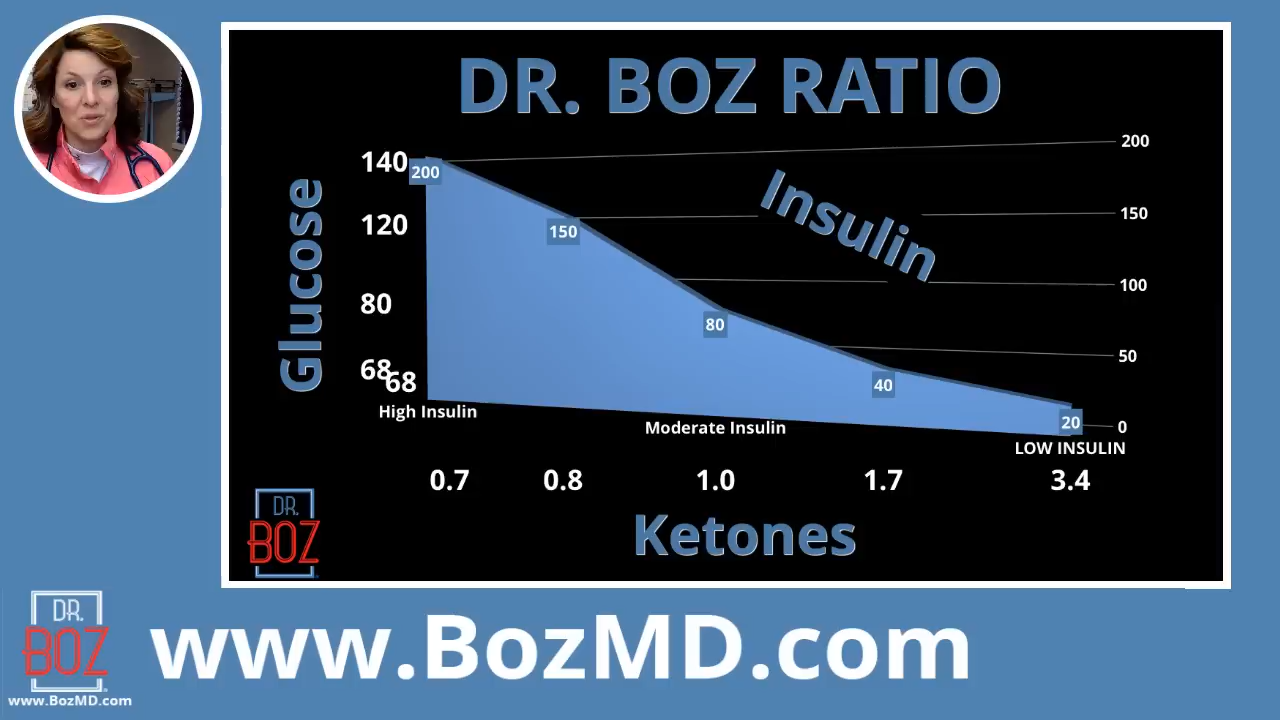 DR. BOZ RATIO
Glucose
140
120
80
68
68
200
150
80
40
20
Insulin
200
150
100
50
0
High Insulin
Moderate Insulin
LOW INSULIN
0.7 0.8 1.0 1.7 3.4
Ketones
DR.
BOZ
DR.
BOZ
www.BozMD.com
www.BozMD.com